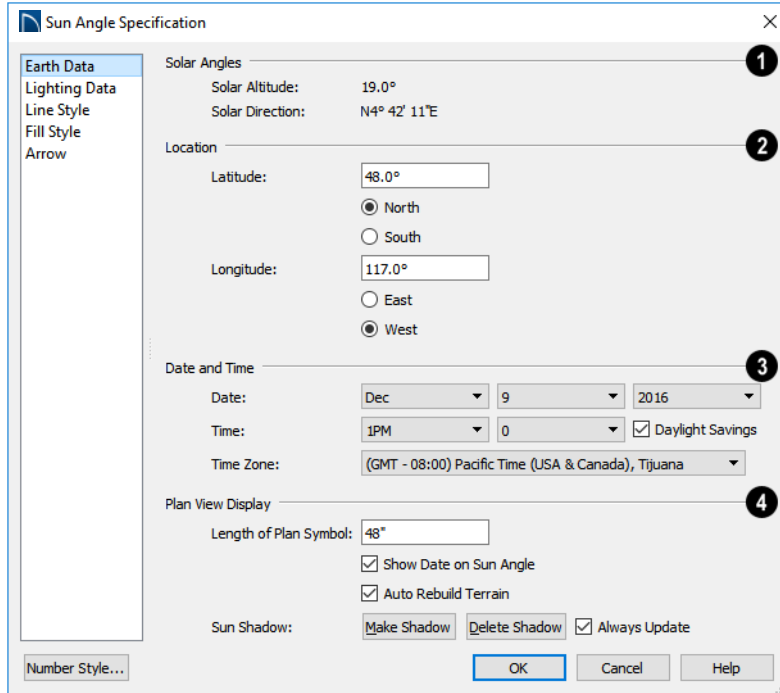 Sun Angle Specification
Earth Data
Lighting Data
Line Style
Fill Style
Arrow
Solar Angles 1
Solar Altitude: 19.0°
Solar Direction: N4° 42' 11"E
Location 2
Latitude: 48.0°
North
South
Longitude: 117.0°
East
West
Date and Time 3
Date: Dec 9 2016
Time: 1PM 0 Daylight Savings
Time Zone: (GMT - 08:00) Pacific Time (USA & Canada), Tijuana
Plan View Display 4
Length of Plan Symbol: 48"
Show Date on Sun Angle
Auto Rebuild Terrain
Sun Shadow: Make Shadow Delete Shadow Always Update
Number Style... OK Cancel Help